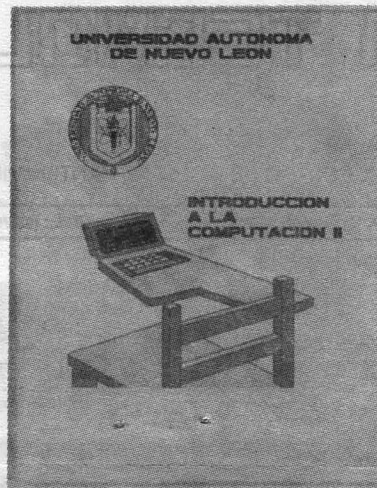 UNIVERSIDAD AUTONOMA
DE NUEVO LEON
INTRODUCCION
A LA
COMPUTACION II